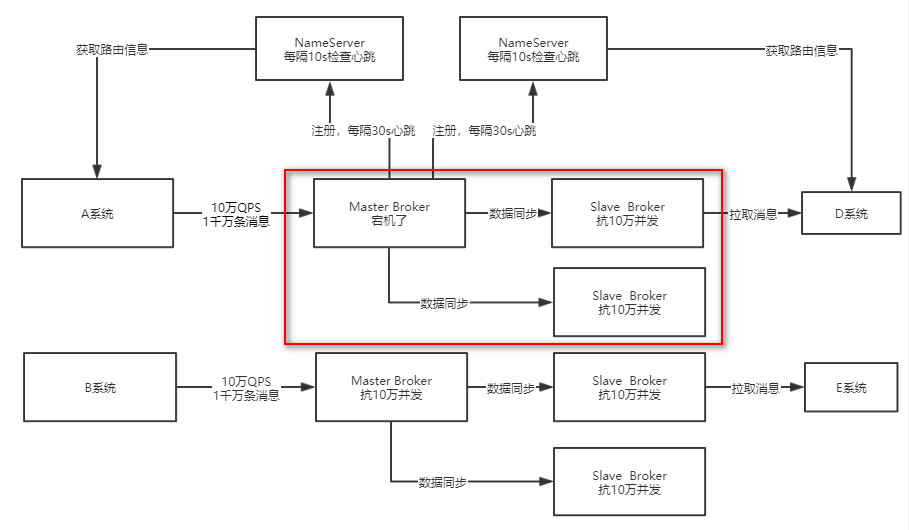 NameServer
每隔10s检查心跳
NameServer
每隔10s检查心跳
获取路由信息
获取路由信息
注册，每隔30s心跳
注册，每隔30s心跳
A系统
10万QPS
1千万条消息
Master Broker
宕机了
数据同步
Slave Broker
抗10万并发
拉取消息
D系统
数据同步
Slave Broker
抗10万并发
B系统
10万QPS
1千万条消息
Master Broker
抗10万并发
数据同步
Slave Broker
抗10万并发
拉取消息
E系统
数据同步
Slave Broker
抗10万并发